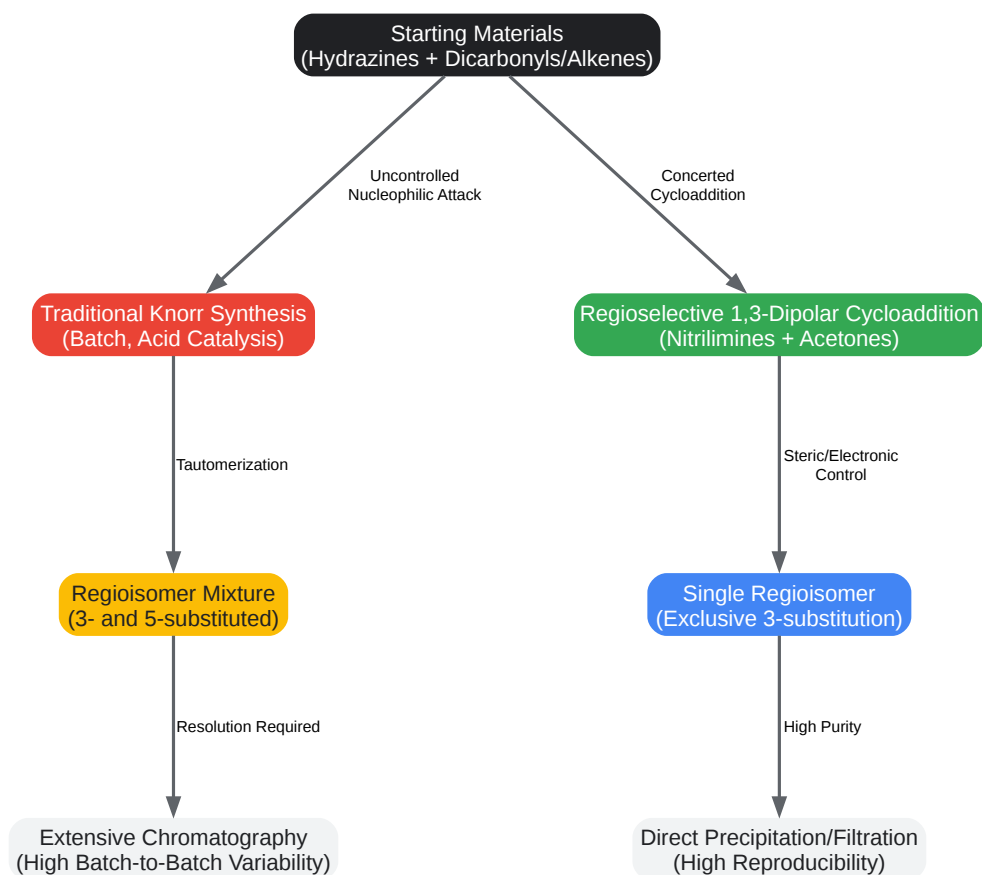 Starting Materials
(Hydrazines + Dicarbonyls/Alkenes)
Uncontrolled
Nucleophilic Attack
Concerted
Cycloaddition
Traditional Knorr Synthesis
(Batch, Acid Catalysis)
Regioselective 1,3-Dipolar Cycloaddition
(Nitrilimines + Acetones)
Tautomerization
Steric/Electronic
Control
Regioisomer Mixture
(3- and 5-substituted)
Single Regioisomer
(Exclusive 3-substitution)
Resolution Required
High Purity
Extensive Chromatography
(High Batch-to-Batch Variability)
Direct Precipitation/Filtration
(High Reproducibility)